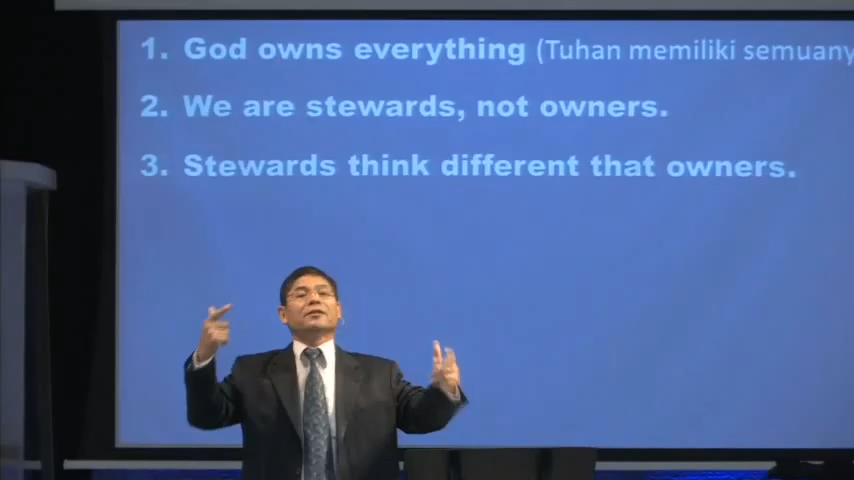 1. God owns everything (Tuhan memiliki semuany
2. We are stewards, not owners.
3. Stewards think different that owners.